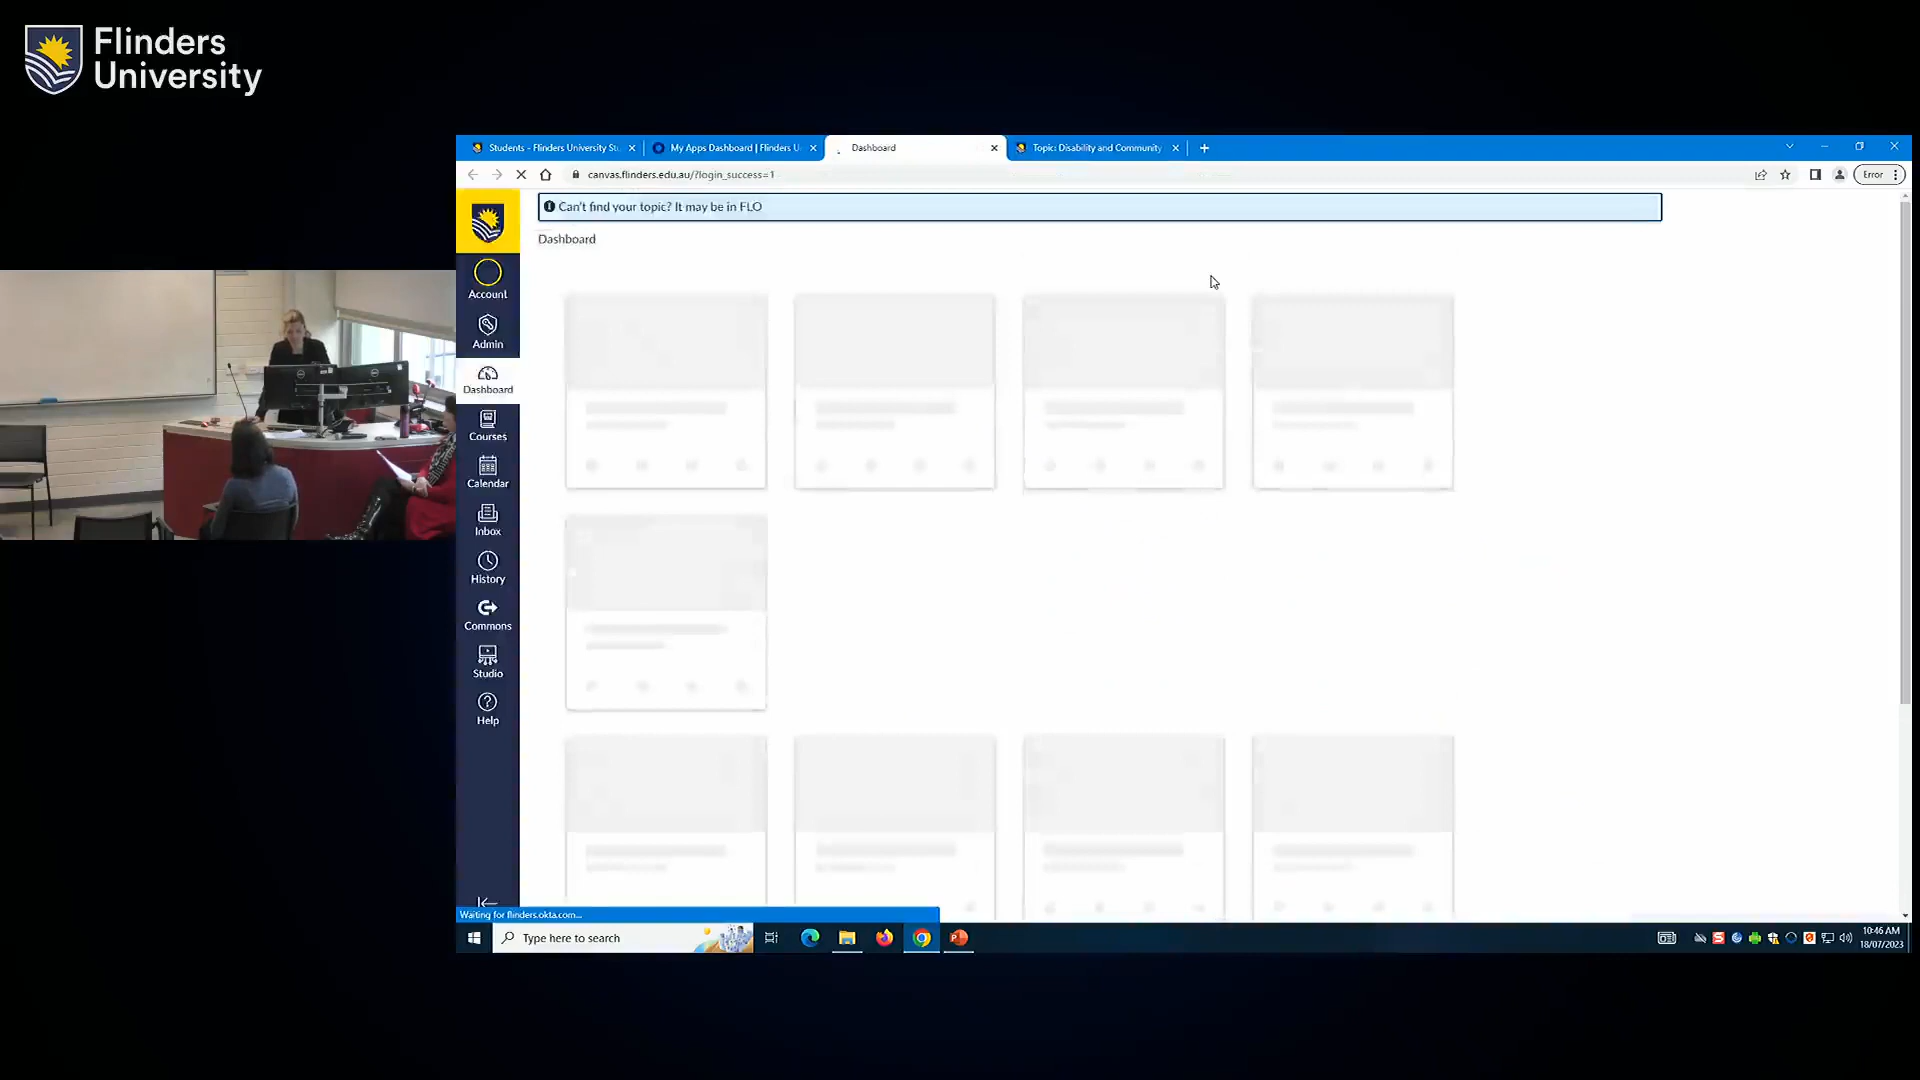 Flinders
University
Students - Flinders University Stu
My Apps Dashboard | Flinders U
Dashboard
Topic: Disability and Community
canvas.flinders.edu.au/?login_success=1
Error
Can't find your topic? It may be in FLO
Dashboard
Account
Admin
Dashboard
Courses
Calendar
Inbox
History
Commons
Studio
Help
Waiting for flinders.okta.com...
Type here to search
10:46 AM
18/07/2023